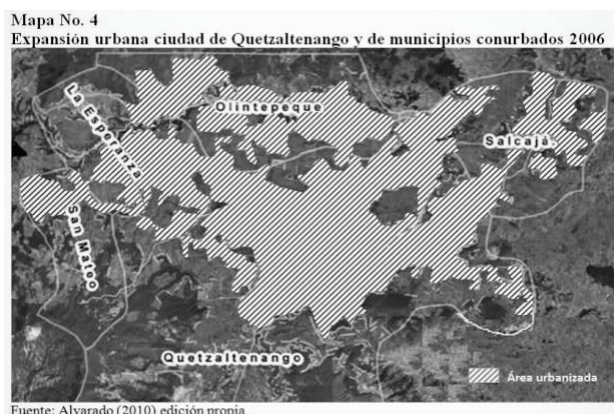 Mapa No. 4
Expansión urbana ciudad de Quetzaltenango y de municipios conurbados 2006
Olintepeque
La Esperanza
Salcajá.
San Mateo
Quetzaltenango
Área urbanizada
Fuente: Alvarado (2010) edición propia